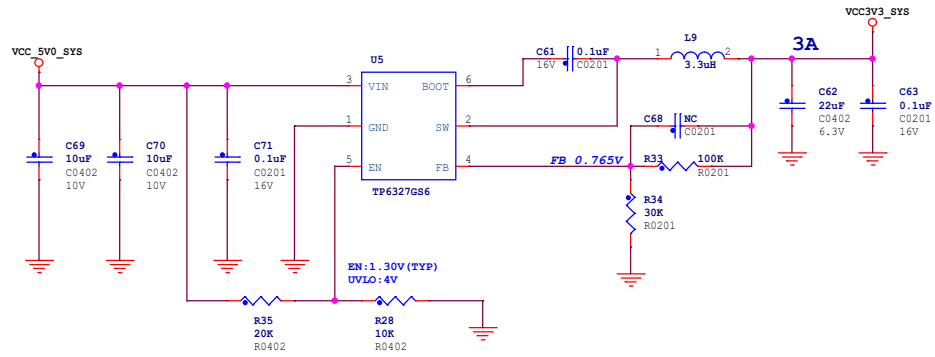 VCC3V3_SYS
VCC_5V0_SYS
U5
C61
0.1uF
16V
C0201
L9
1
2
3.3uH
3A
3
VIN
BOOT
6
1
GND
SW
2
5
EN
FB
4
TP6327GS6
C62
22uF
C0402
6.3V
C63
0.1uF
C0201
16V
C68
NC
C0201
FB 0.765V
R33
100K
R0201
C69
10uF
C0402
10V
C70
10uF
C0402
10V
C71
0.1uF
C0201
16V
R34
30K
R0201
EN:1.30V(TYP)
UVLO:4V
R35
20K
R0402
R28
10K
R0402